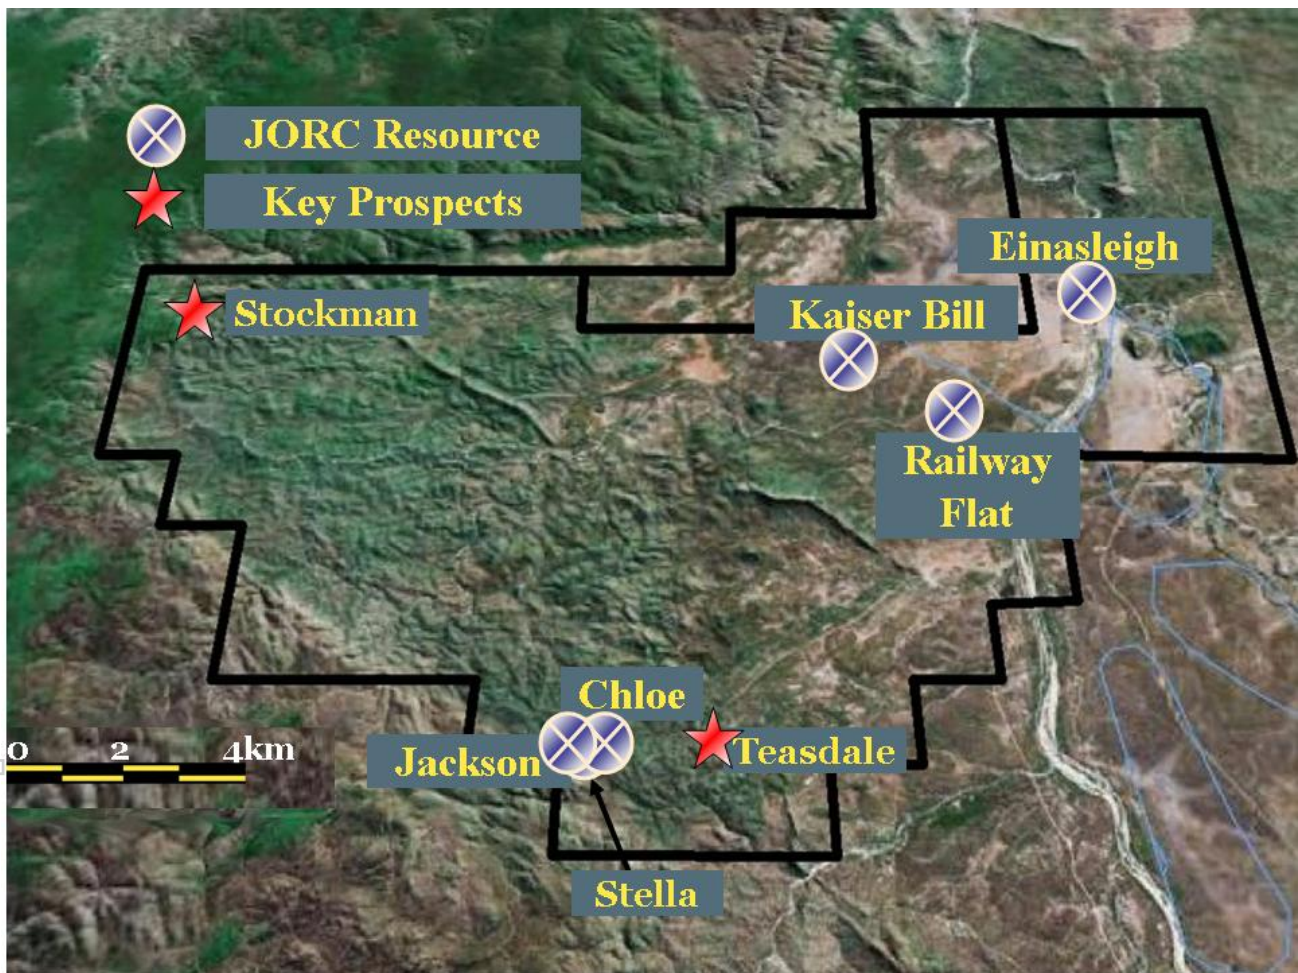 JORC Resource
Key Prospects
Einasleigh
Stockman
Kaiser Bill
Railway
Flat
Chloe
Jackson
Teasdale
Stella
0 2 4km